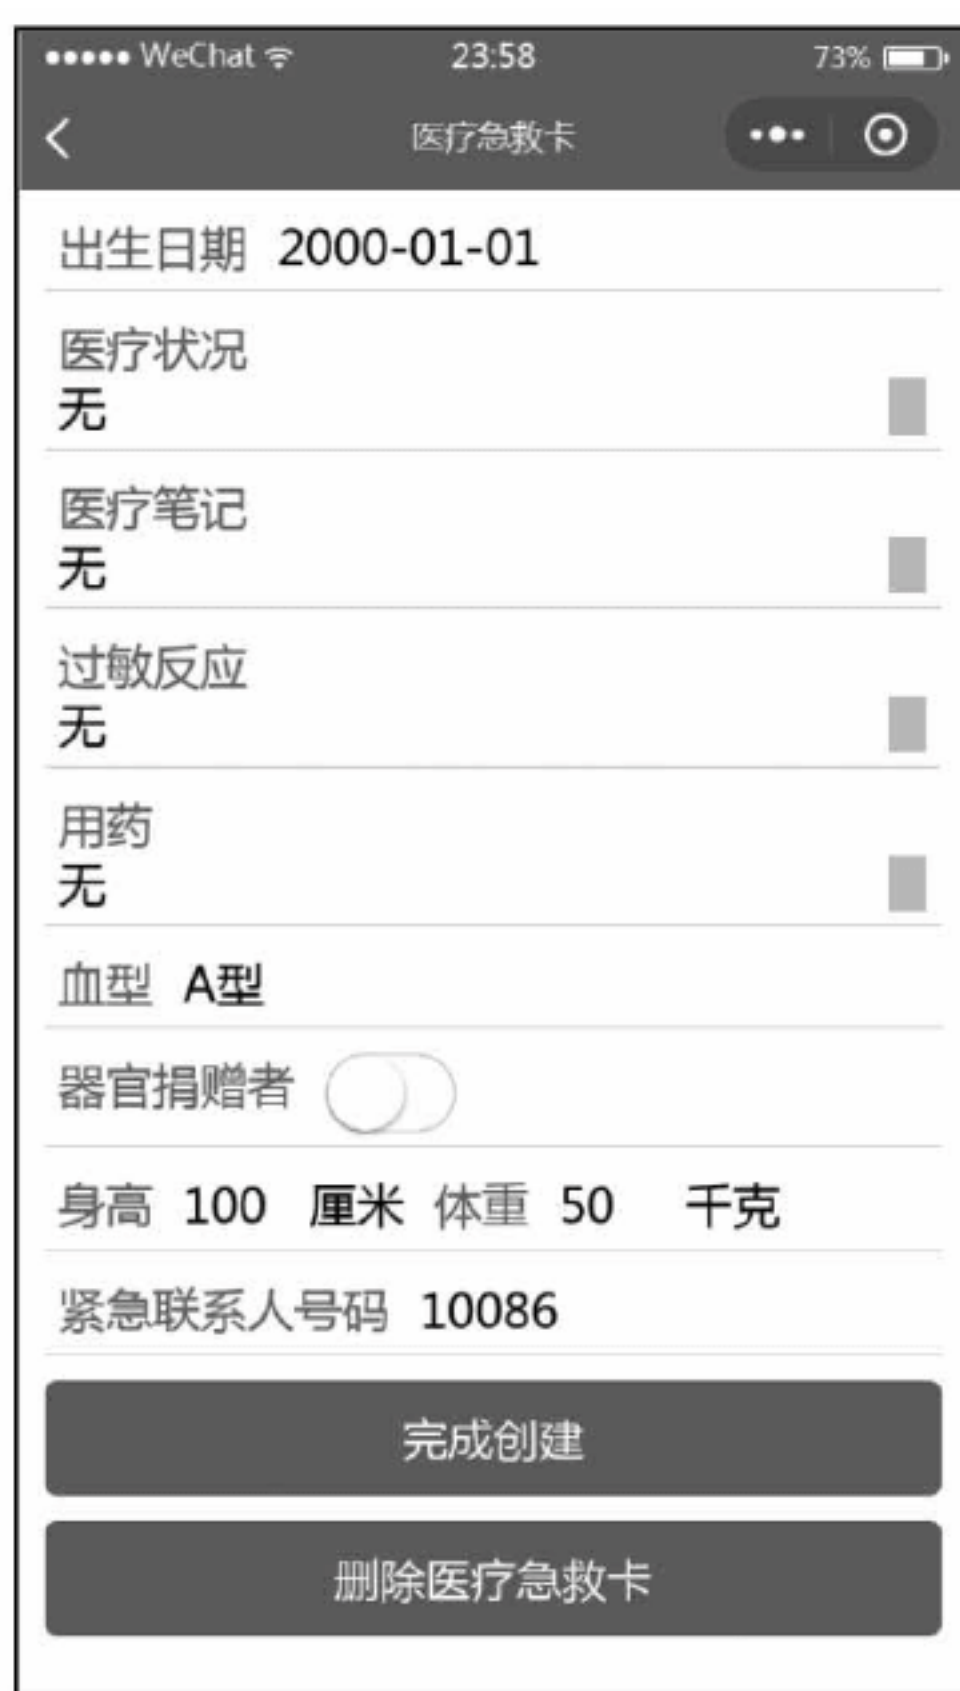 ●●●●● WeChat 23:58 73%
医疗急救卡
出生日期 2000-01-01
医疗状况
无
医疗笔记
无
过敏反应
无
用药
无
血型 A型
器官捐赠者
身高 100 厘米 体重 50 千克
紧急联系人号码 10086
完成创建
删除医疗急救卡